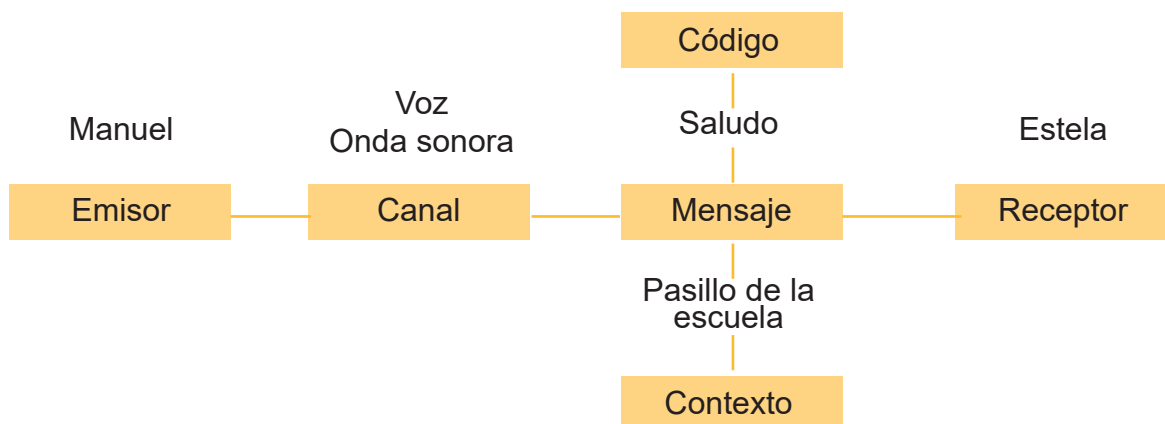 Código
Manuel
Voz
Onda sonora
Saludo
Estela
Emisor
Canal
Mensaje
Receptor
Pasillo de la
escuela
Contexto